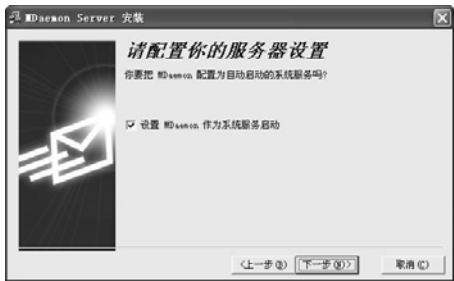 MDaemon Server 安装
请配置你的服务器设置
你要把 MDaemon 配置为自动启动的系统服务吗?
设置 MDaemon 作为系统服务启动
<上一步(B) 下一步(N)> 取消(C)